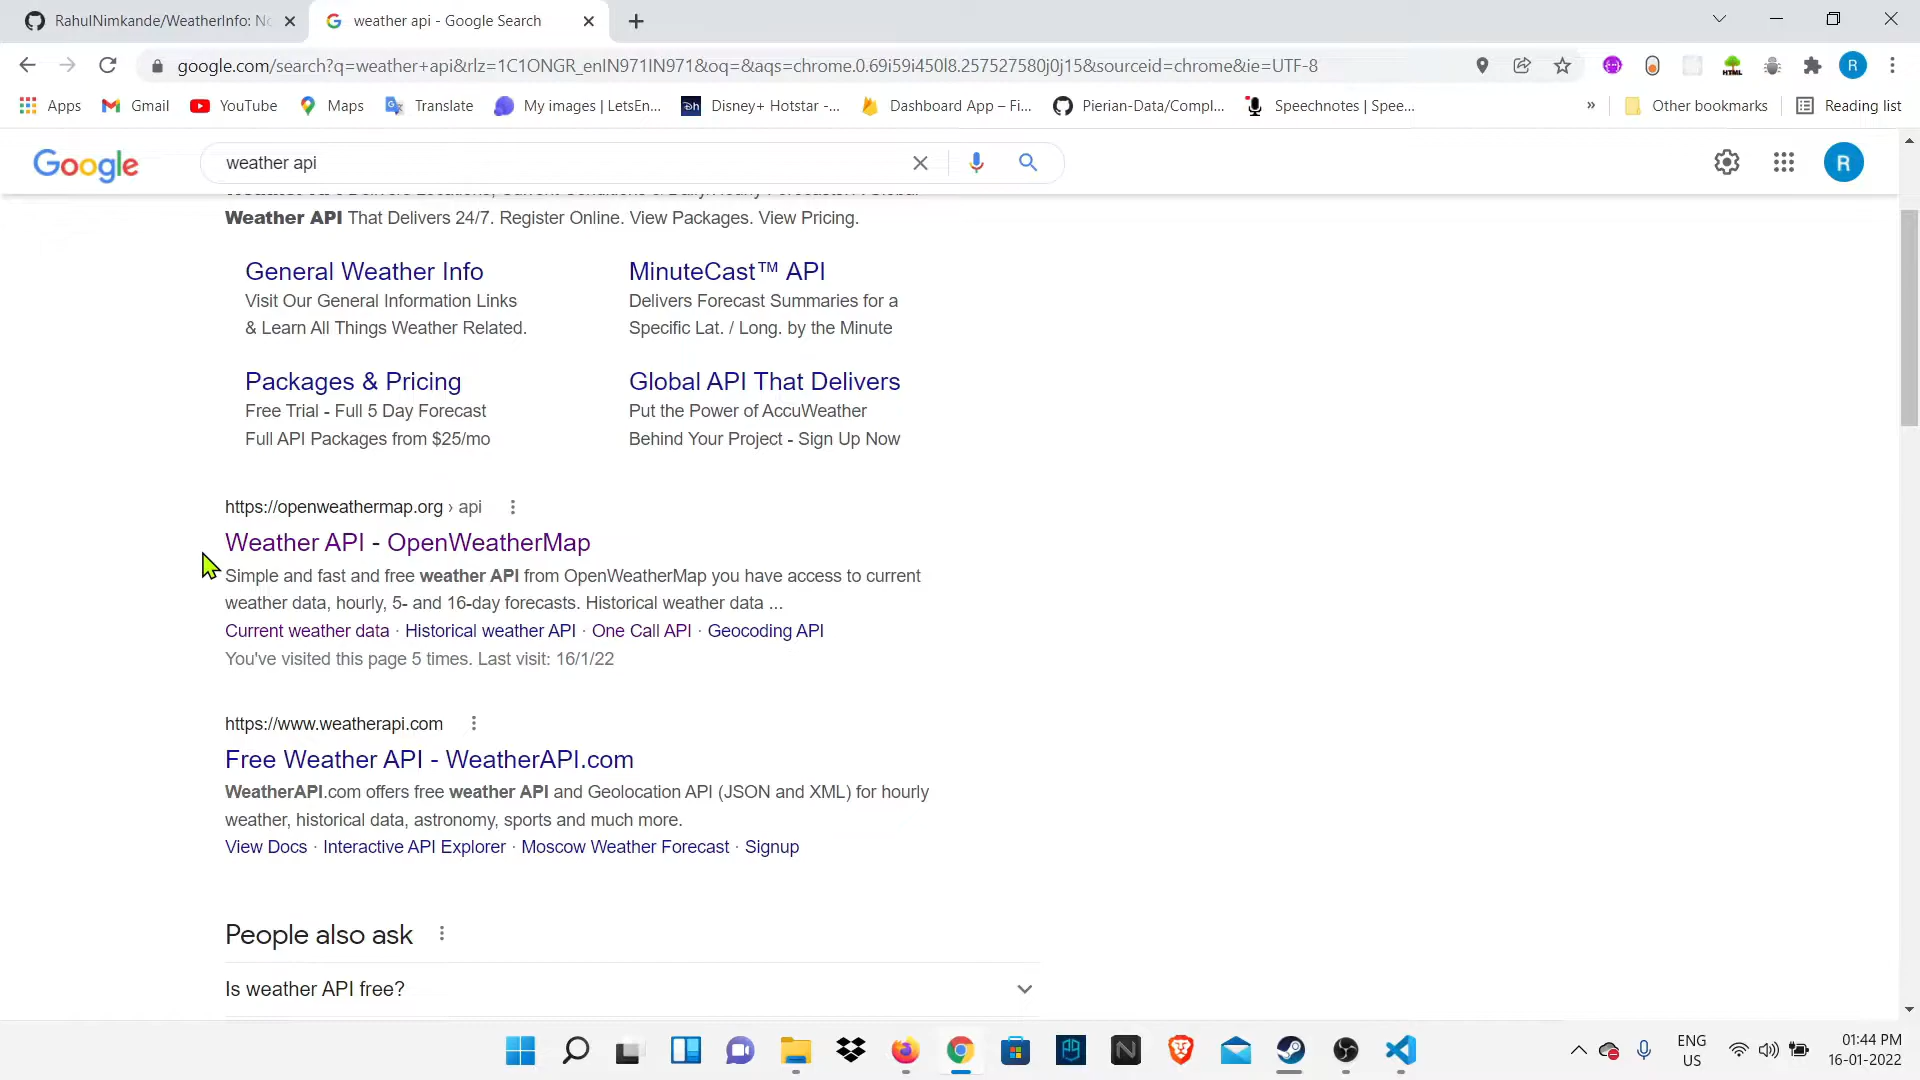 RahulNimkande/WeatherInfo: No
weather api - Google Search
google.com/search?q=weather+api&rlz=1C1ONGR_enIN971IN971&oq=&aqs=chrome.0.69i59i450l8.257527580j0j15&sourceid=chrome&ie=UTF-8
R
Apps
Gmail
YouTube
Maps
Translate
My images | LetsEn...
Disney+ Hotstar -...
Dashboard App – Fi...
Pierian-Data/Compl...
Speechnotes | Spee...
»
Other bookmarks
Reading list
Google
weather api
R
Weather API That Delivers 24/7. Register Online. View Packages. View Pricing.
General Weather Info
Visit Our General Information Links
& Learn All Things Weather Related.
MinuteCast™ API
Delivers Forecast Summaries for a
Specific Lat. / Long. by the Minute
Packages & Pricing
Free Trial - Full 5 Day Forecast
Full API Packages from $25/mo
Global API That Delivers
Put the Power of AccuWeather
Behind Your Project - Sign Up Now
https://openweathermap.org › api
Weather API - OpenWeatherMap
Simple and fast and free weather API from OpenWeatherMap you have access to current
weather data, hourly, 5- and 16-day forecasts. Historical weather data ...
Current weather data · Historical weather API · One Call API · Geocoding API
You've visited this page 5 times. Last visit: 16/1/22
https://www.weatherapi.com
Free Weather API - WeatherAPI.com
WeatherAPI.com offers free weather API and Geolocation API (JSON and XML) for hourly
weather, historical data, astronomy, sports and much more.
View Docs · Interactive API Explorer · Moscow Weather Forecast · Signup
People also ask
Is weather API free?
ENG
US
01:44 PM
16-01-2022